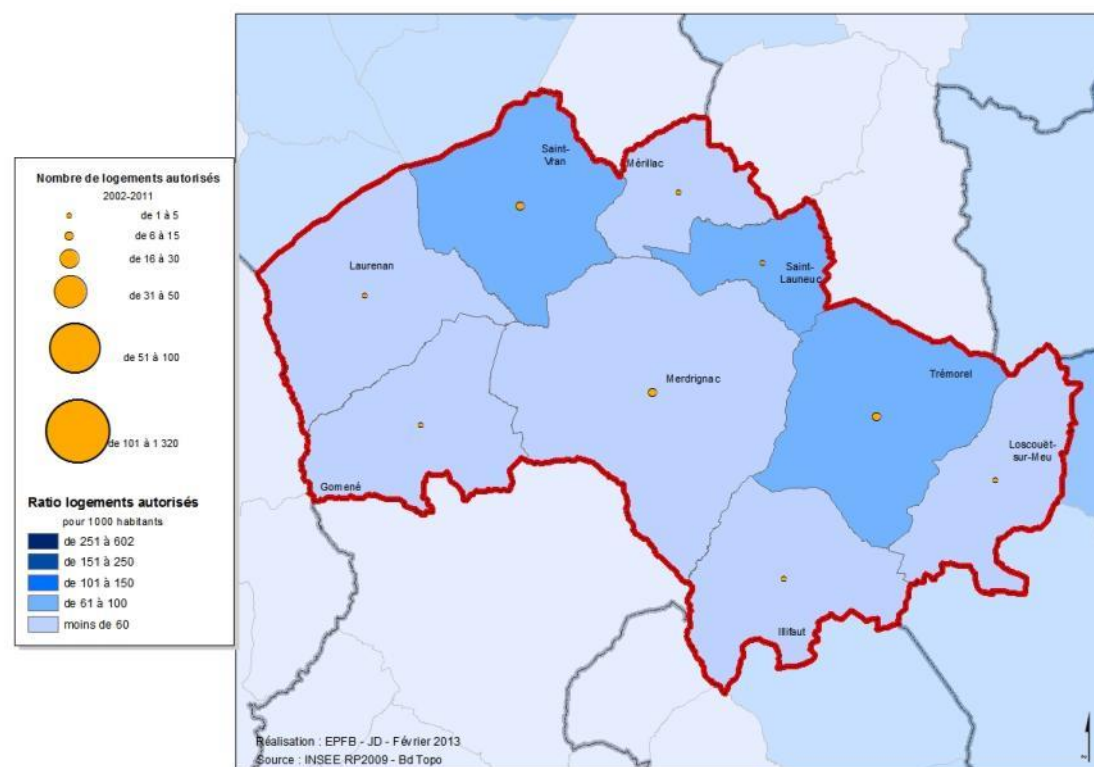 Nombre de logements autorisés
2002-2011
de 1 à 5
de 6 à 15
de 16 à 30
de 31 à 50
de 51 à 100
de 101 à 1 320
Ratio logements autorisés
pour 1000 habitants
de 251 à 602
de 151 à 250
de 101 à 150
de 61 à 100
moins de 60
Saint-
Vran
Mérillac
Laurenan
Saint-
Launeuc
Merdrignac
Trémorel
Loscouët-
sur-Meu
Gomené
Illifaut
Réalisation : EPFB - JD - Février 2013
Source : INSEE RP2009 - Bd Topo